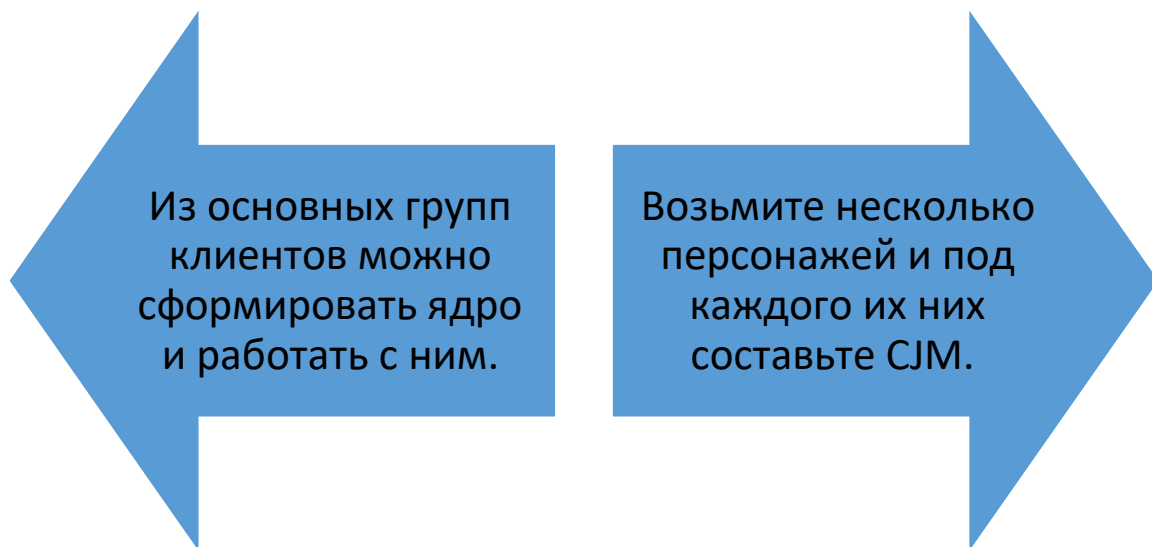 Из основных групп
клиентов можно
сформировать ядро
и работать с ним.
Возьмите несколько
персонажей и под
каждого их них
составьте CJM.